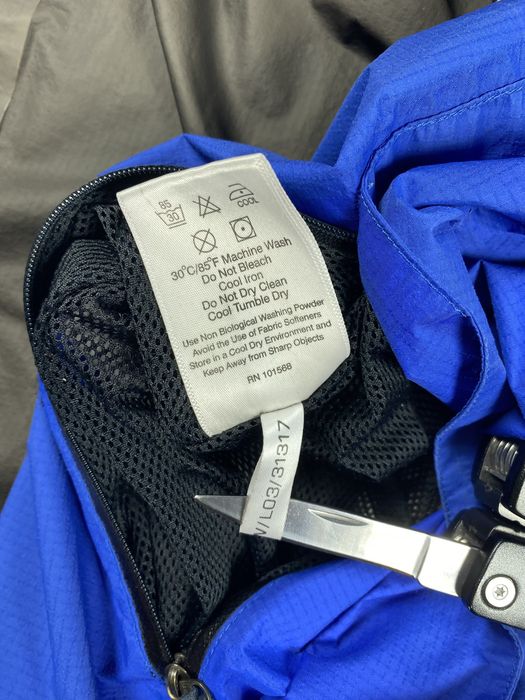 85
30
COOL
30°C/85°F Machine Wash
Do Not Bleach
Cool Iron
Do Not Dry Clean
Cool Tumble Dry
Use Non Biological Washing Powder
Avoid the Use of Fabric Softeners
Store in a Cool Dry Environment and
Keep Away from Sharp Objects
RN 101568
/L03/31317